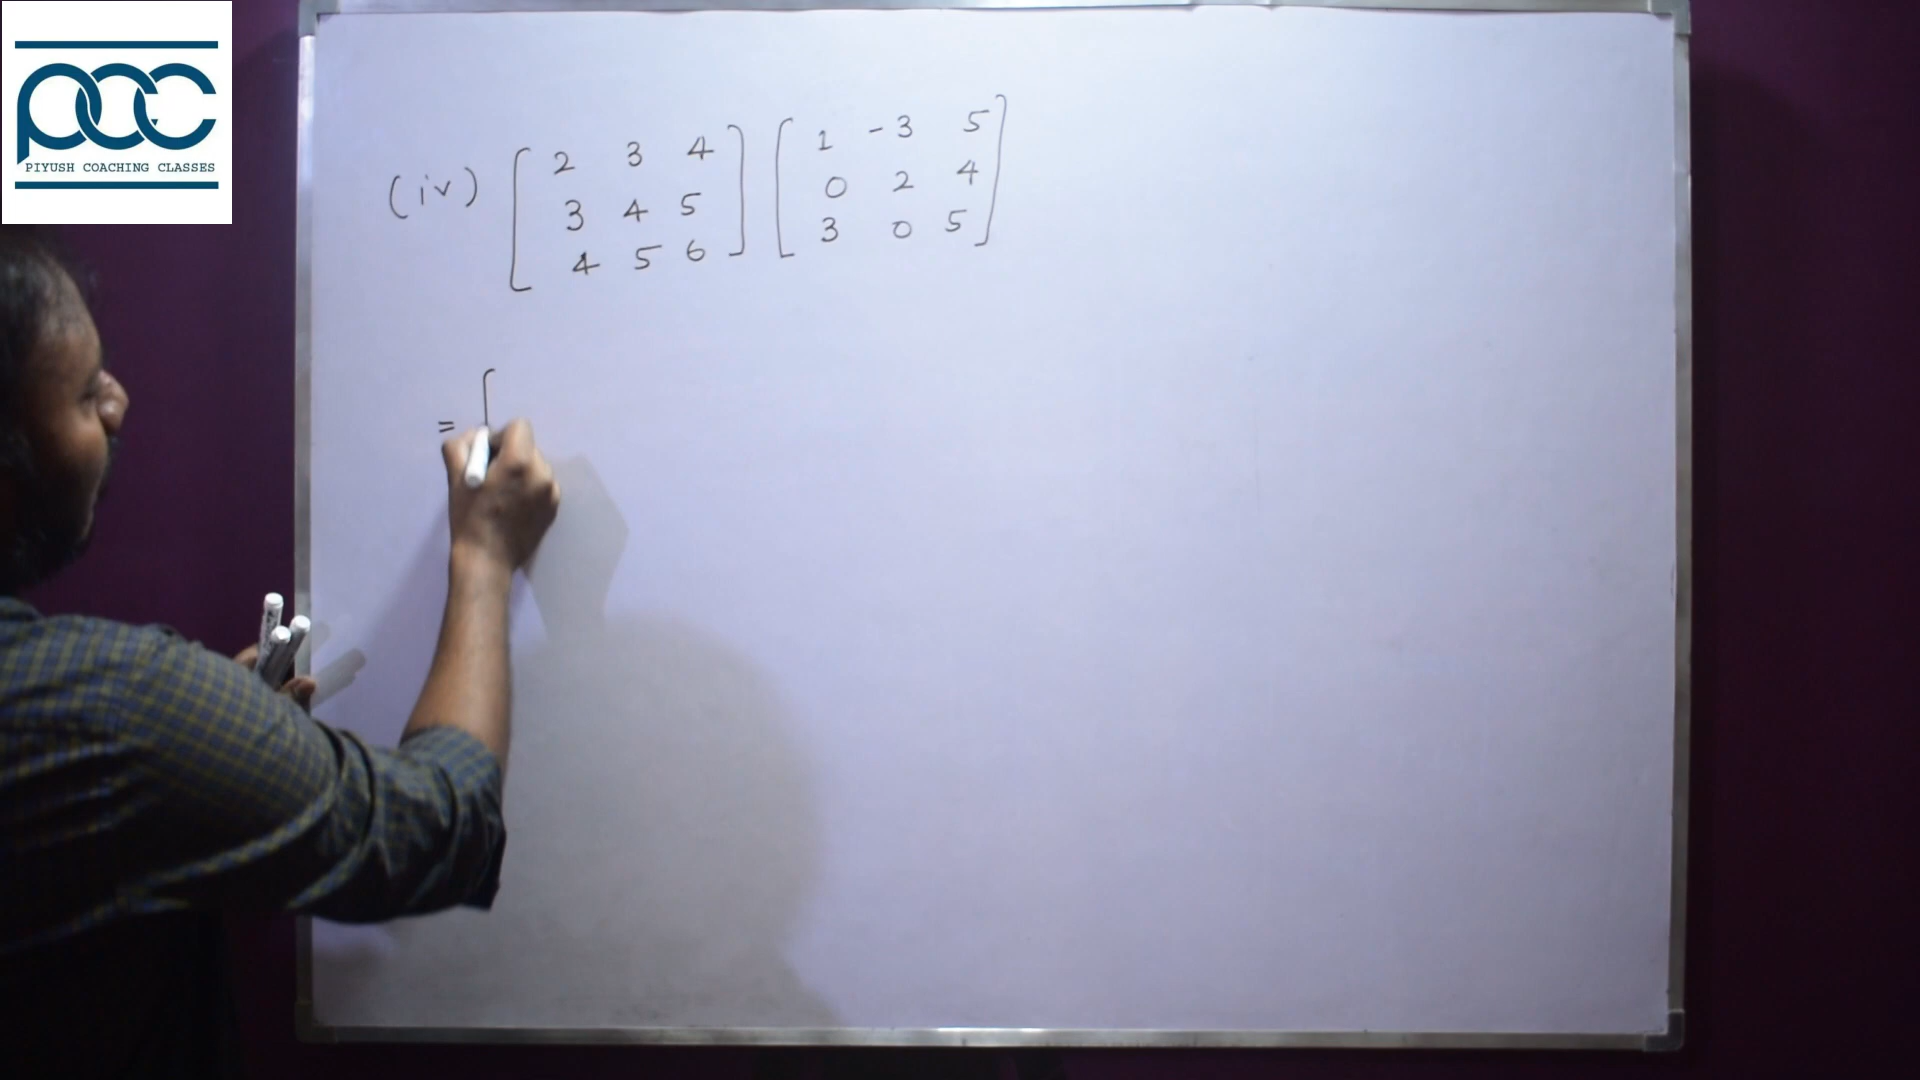 PCC
PIYUSH COACHING CLASSES
(iv) [ 2 3 4 ] [ 1 -3 5 ]
[ 3 4 5 ] [ 0 2 4 ]
[ 4 5 6 ] [ 3 0 5 ]
= [